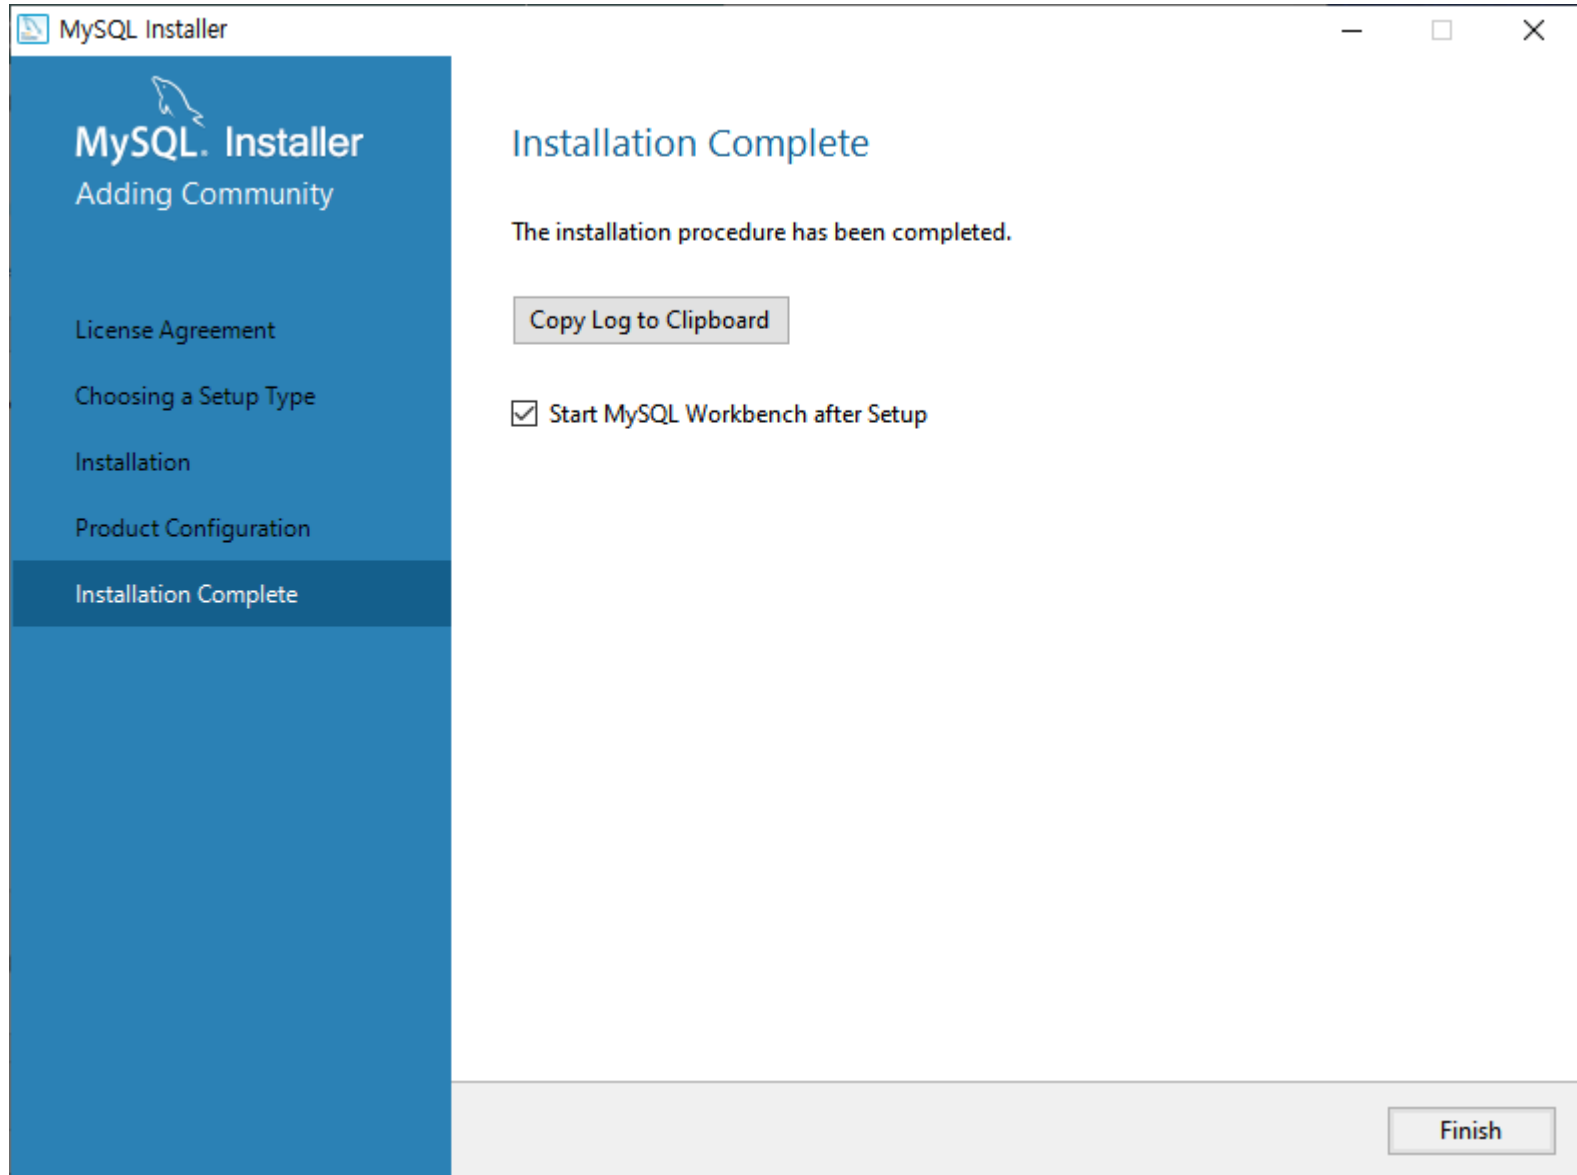 MySQL Installer
MySQL. Installer
Adding Community
License Agreement
Choosing a Setup Type
Installation
Product Configuration
Installation Complete
Installation Complete
The installation procedure has been completed.
Copy Log to Clipboard
Start MySQL Workbench after Setup
Finish